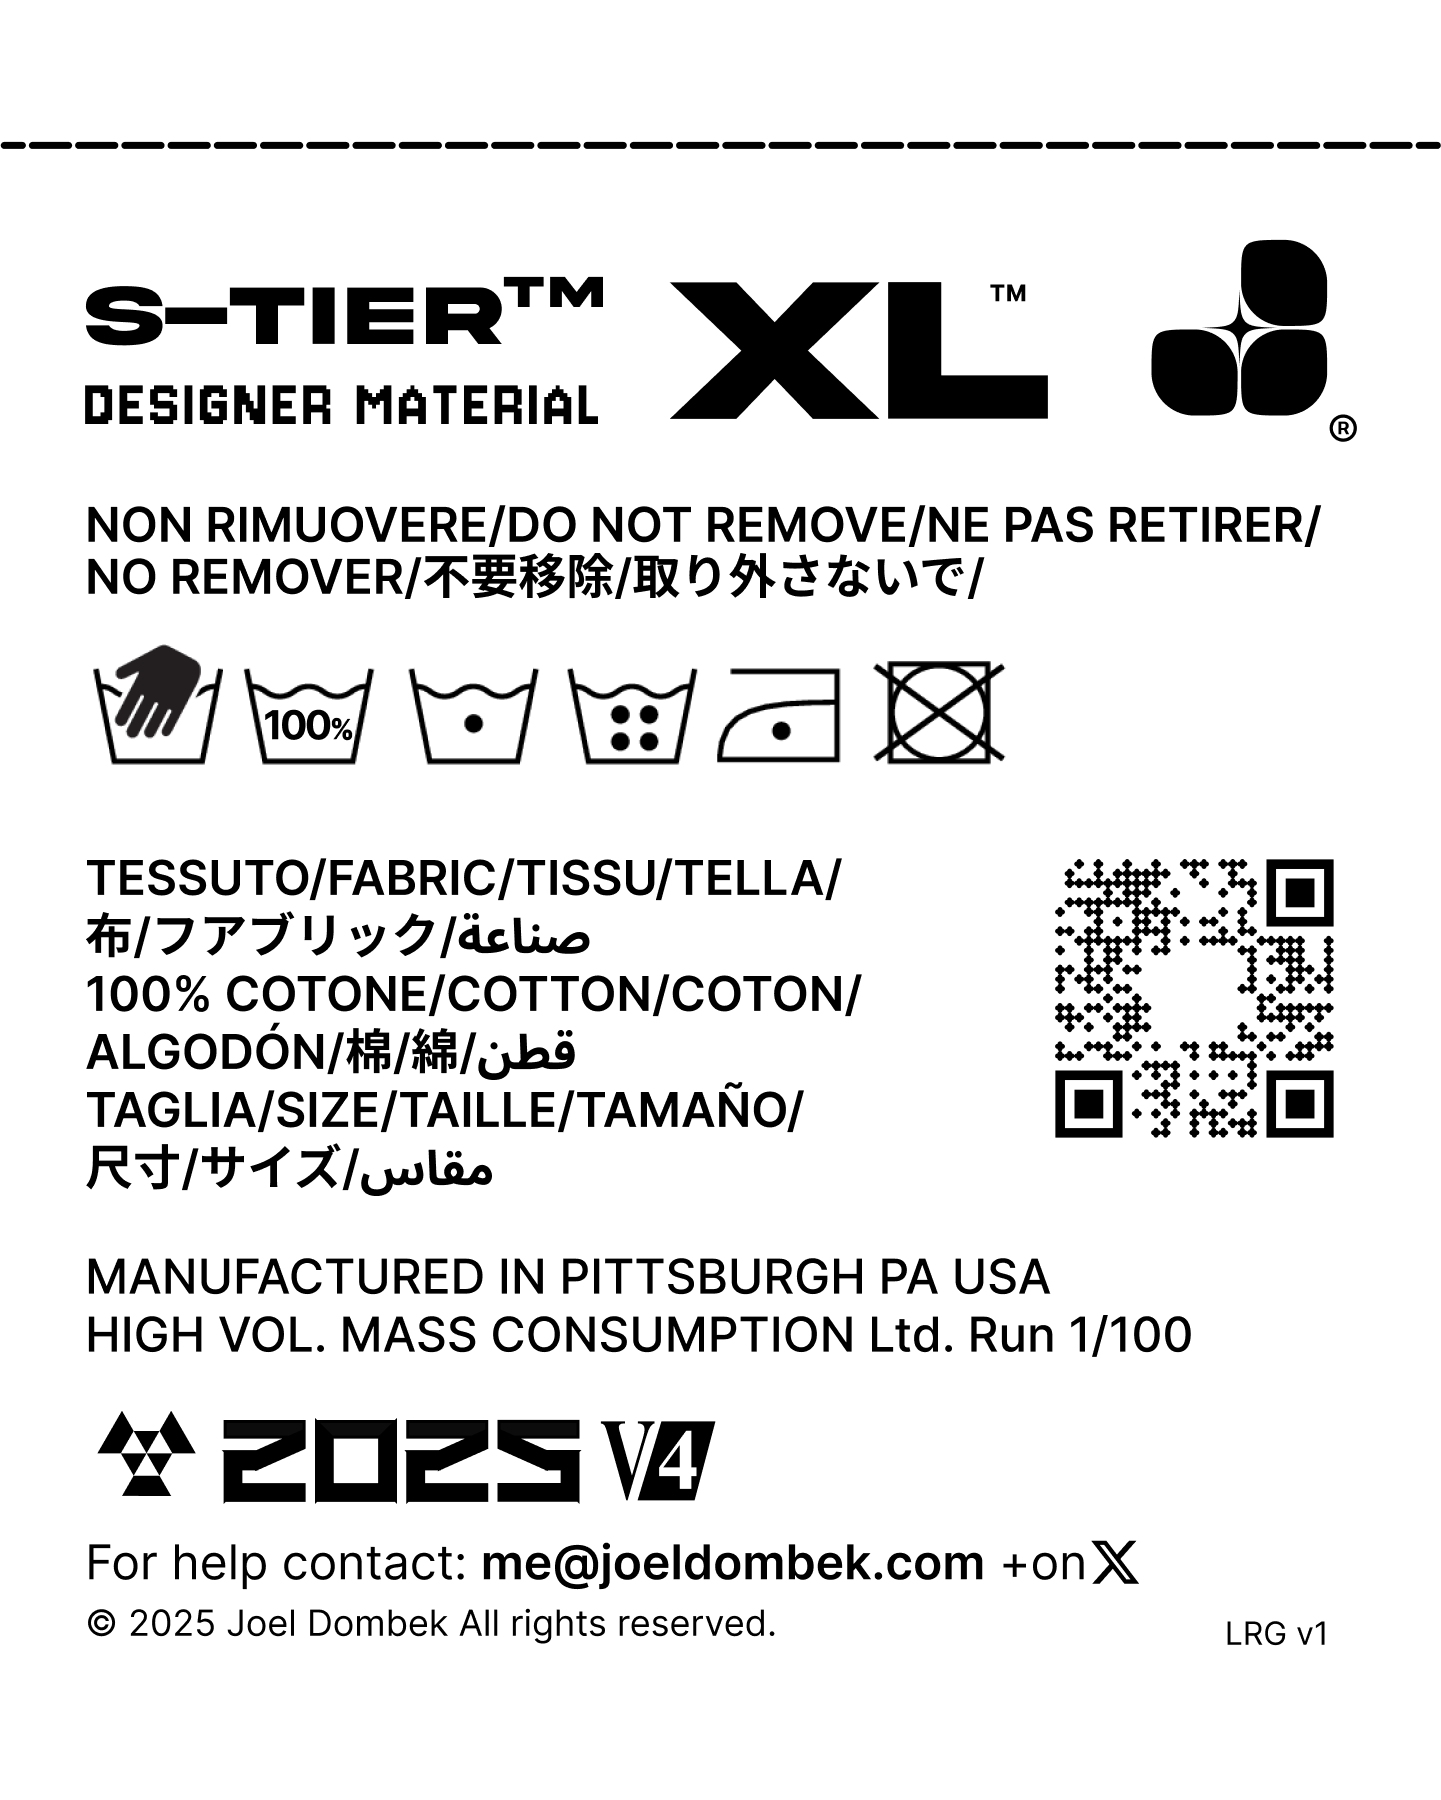 S-TIER™ XL™
DESIGNER MATERIAL
®
NON RIMUOVERE/DO NOT REMOVE/NE PAS RETIRER/
NO REMOVER/不要移除/取り外さないで/
100%
TESSUTO/FABRIC/TISSU/TELLA/
布/フアブリック/صناعة
100% COTONE/COTTON/COTON/
ALGODÓN/棉/綿/قطن
TAGLIA/SIZE/TAILLE/TAMAÑO/
尺寸/サイズ/مقاس
MANUFACTURED IN PITTSBURGH PA USA
HIGH VOL. MASS CONSUMPTION Ltd. Run 1/100
2025 V4
For help contact: me@joeldombek.com +on X
© 2025 Joel Dombek All rights reserved.
LRG v1